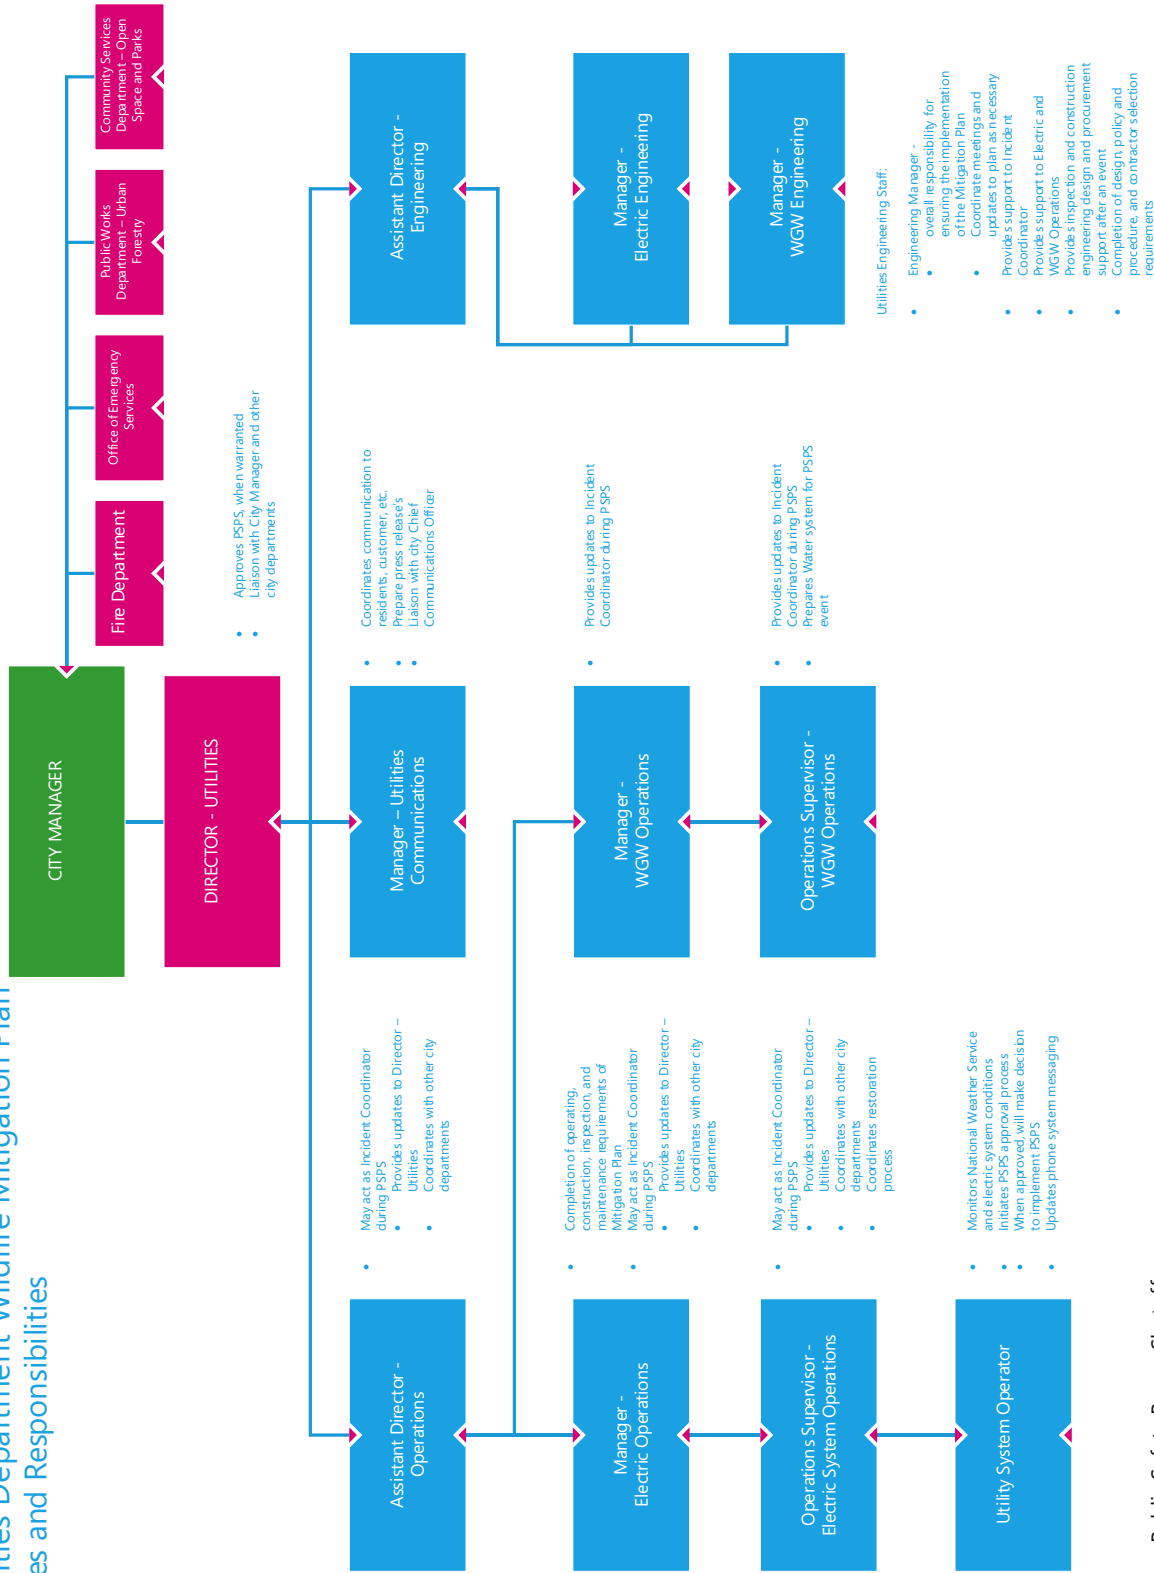 ties Department Wildfire Mitigation Plan
es and Responsibilities
CITY MANAGER
Fire Department
Office of Emergency
Services
Public Works
Department – Urban
Forestry
Community Services
Department – Open
Space and Parks
DIRECTOR - UTILITIES
• Approves PSPS, when warranted
• Liaison with City Manager and other
city departments
Assistant Director -
Operations
• May act as Incident Coordinator
during PSPS
• Provides updates to Director –
Utilities
• Coordinates with other city
departments
Manager – Utilities
Communications
• Coordinates communication to
residents, customer, etc.
• Prepare press release's
• Liaison with city Chief
Communications Officer
Assistant Director -
Engineering
Manager -
Electric Operations
• Completion of operating,
construction, inspection, and
maintenance requirements of
Mitigation Plan
• May act as Incident Coordinator
during PSPS
• Provides updates to Director –
Utilities
• Coordinates with other city
departments
Manager -
WGW Operations
• Provides updates to Incident
Coordinator during PSPS
Manager -
Electric Engineering
Operations Supervisor -
Electric System Operations
• May act as Incident Coordinator
during PSPS
• Provides updates to Director –
Utilities
• Coordinates with other city
departments
• Coordinates restoration
process
Operations Supervisor -
WGW Operations
• Provides updates to Incident
Coordinator during PSPS
• Prepares Water system for PSPS
event
Manager -
WGW Engineering
Utilities Engineering Staff:
• Engineering Manager -
• overall responsibility for
ensuring the implementation
of the Mitigation Plan
• Coordinate meetings and
updates to plan as necessary
• Provides support to Incident
Coordinator
• Provides support to Electric and
WGW Operations
• Provides inspection and construction
engineering design and procurement
support after an event
• Completion of design, policy and
procedure, and contractor selection
requirements
Utility System Operator
• Monitors National Weather Service
and electric system conditions
• Initiates PSPS approval process
• When approved, will make decision
to implement PSPS
• Updates phone system messaging
Public Safety Power Shutoff